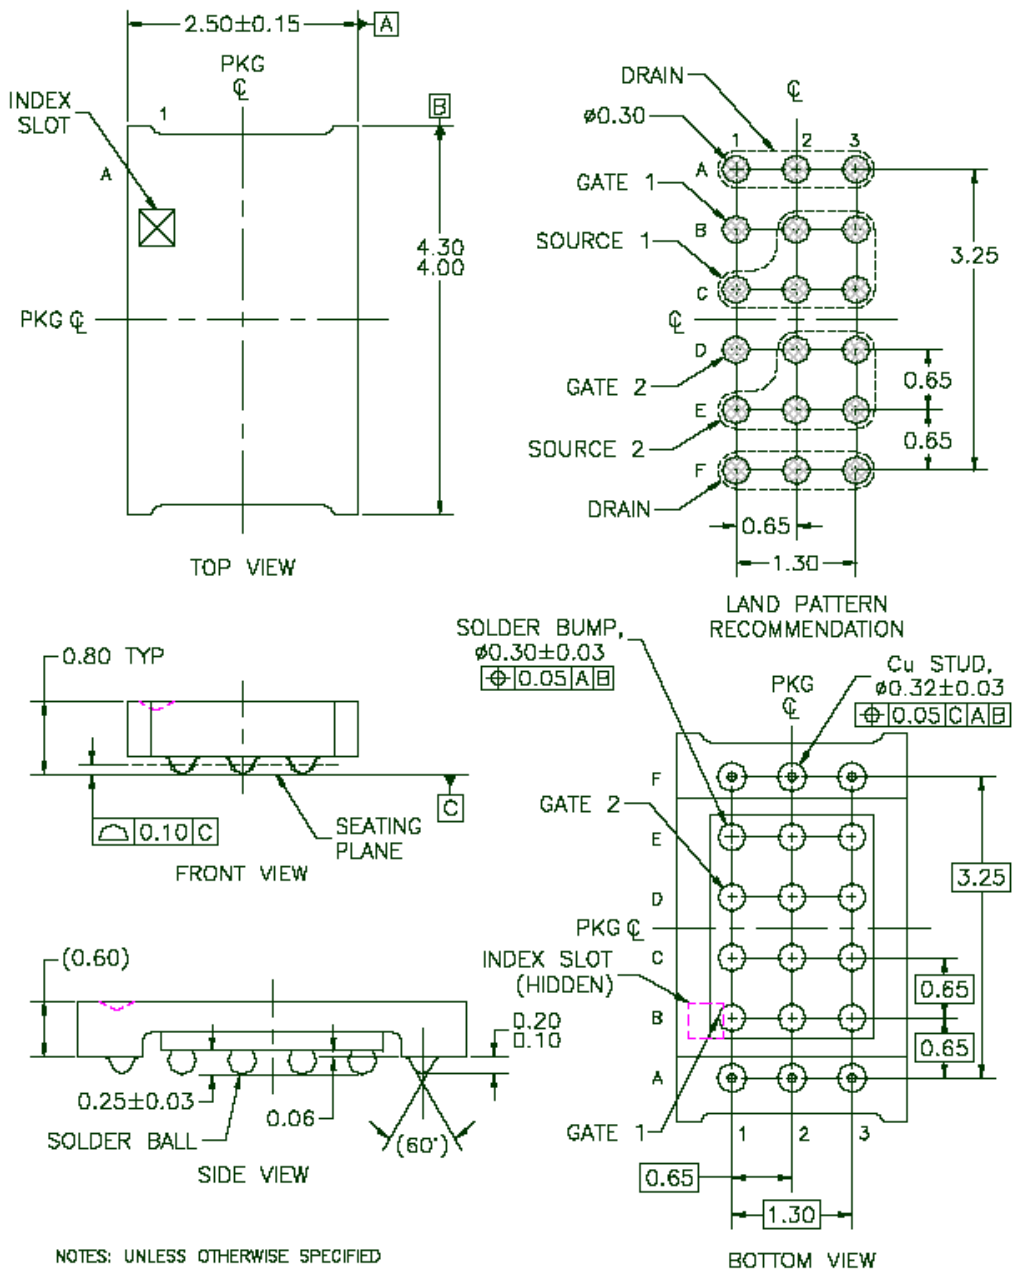 2.50±0.15
A
PKG
℄
INDEX
SLOT
1
A
B
4.30
4.00
PKG ℄
TOP VIEW
DRAIN
℄
ø0.30
1 2 3
A
GATE 1
B
SOURCE 1
3.25
C
℄
D
GATE 2
0.65
E
SOURCE 2
0.65
F
DRAIN
0.65
1.30
LAND PATTERN
RECOMMENDATION
0.80 TYP
0.10 C
C
SEATING
PLANE
FRONT VIEW
(0.60)
0.20
0.10
0.25±0.03
0.06
SOLDER BALL
(60°)
SIDE VIEW
SOLDER BUMP,
ø0.30±0.03
⌖ 0.05 A B
Cu STUD,
ø0.32±0.03
⌖ 0.05 C A B
PKG
℄
F
GATE 2
E
D
3.25
PKG ℄
INDEX SLOT
(HIDDEN)
C
0.65
B
0.65
A
GATE 1
1 2 3
0.65
1.30
BOTTOM VIEW
NOTES: UNLESS OTHERWISE SPECIFIED